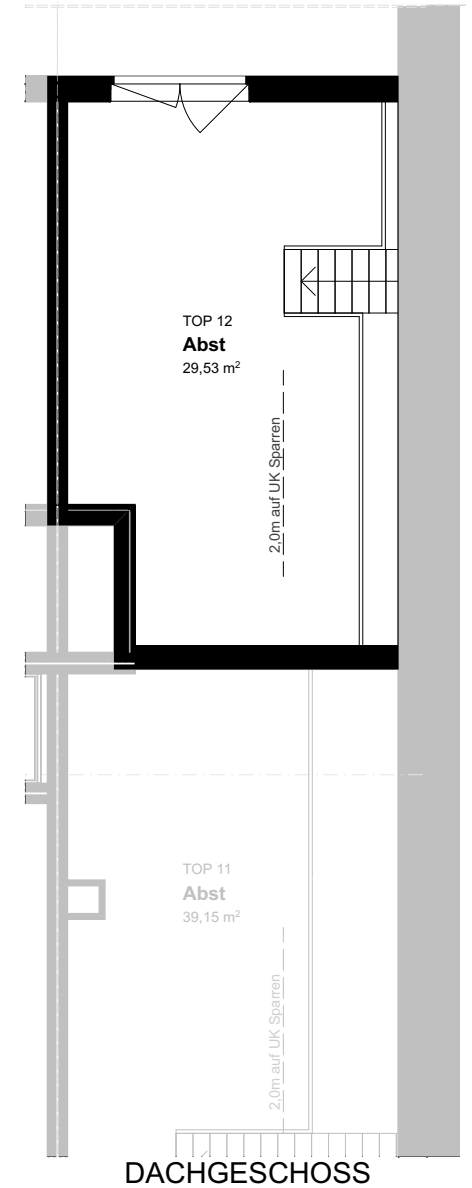 TOP 12
Abst
29,53 m²
2,0m auf UK Sparren
TOP 11
Abst
39,15 m²
2,0m auf UK Sparren
DACHGESCHOSS